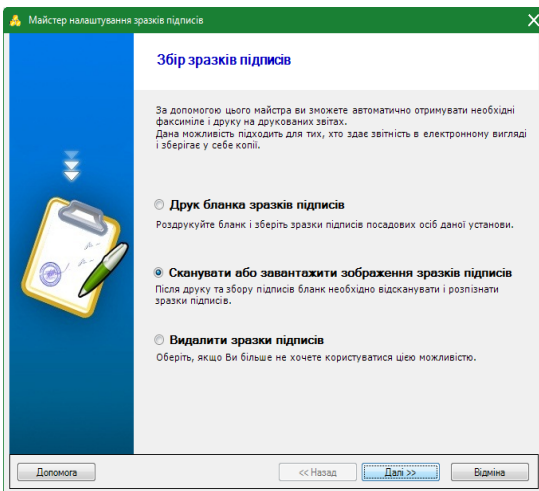 Майстер налаштування зразків підписів
Збір зразків підписів
За допомогою цього майстра ви зможете автоматично отримувати необхідні
факсиміле і друку на друкованих звітах.
Дана можливість підходить для тих, хто здає звітність в електронному вигляді
і зберігає у себе копії.
Друк бланка зразків підписів
Роздрукуйте бланк і зберіть зразки підписів посадових осіб даної установи.
Сканувати або завантажити зображення зразків підписів
Після друку та збору підписів бланк необхідно відсканувати і розпізнати
зразки підписів.
Видалити зразки підписів
Оберіть, якщо Ви більше не хочете користуватися цією можливістю.
Допомога
<< Назад
Далі >>
Відміна